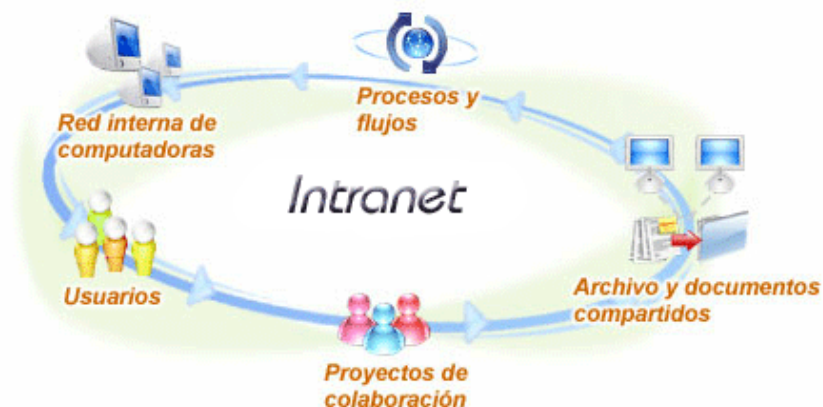 Procesos y
flujos
Red interna de
computadoras
Intranet
Usuarios
Archivo y documentos
compartidos
Proyectos de
colaboración